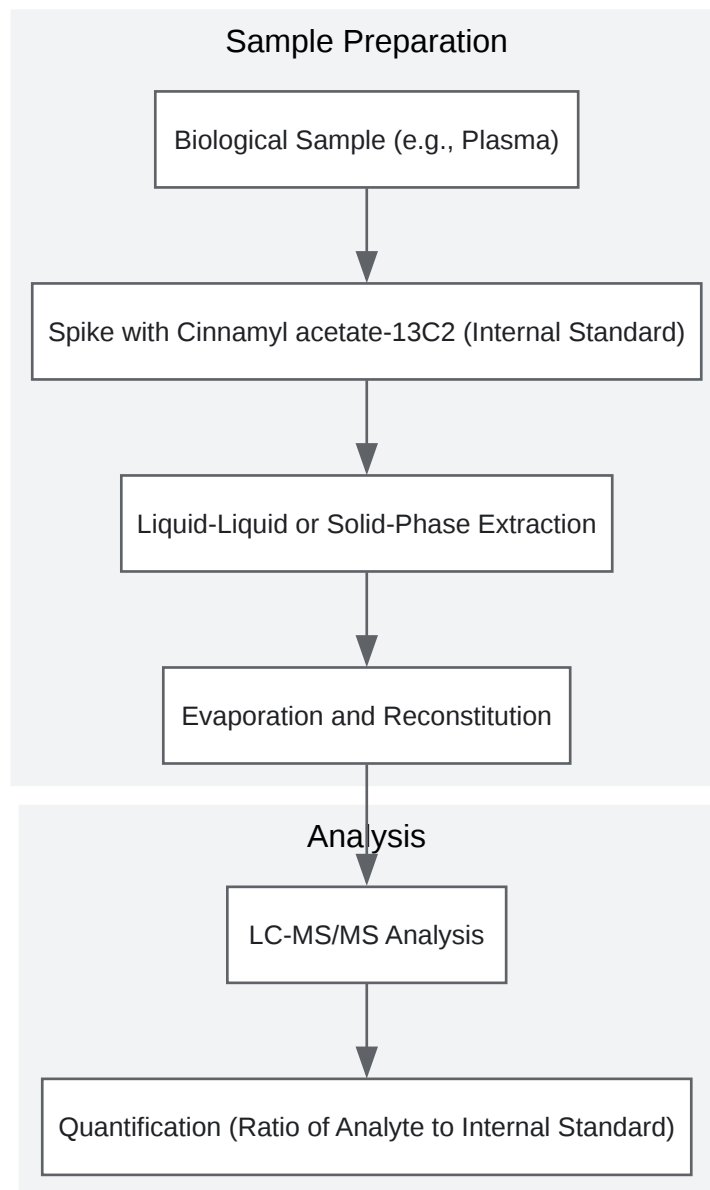 Sample Preparation
Biological Sample (e.g., Plasma)
Spike with Cinnamyl acetate-13C2 (Internal Standard)
Liquid-Liquid or Solid-Phase Extraction
Evaporation and Reconstitution
Analysis
LC-MS/MS Analysis
Quantification (Ratio of Analyte to Internal Standard)